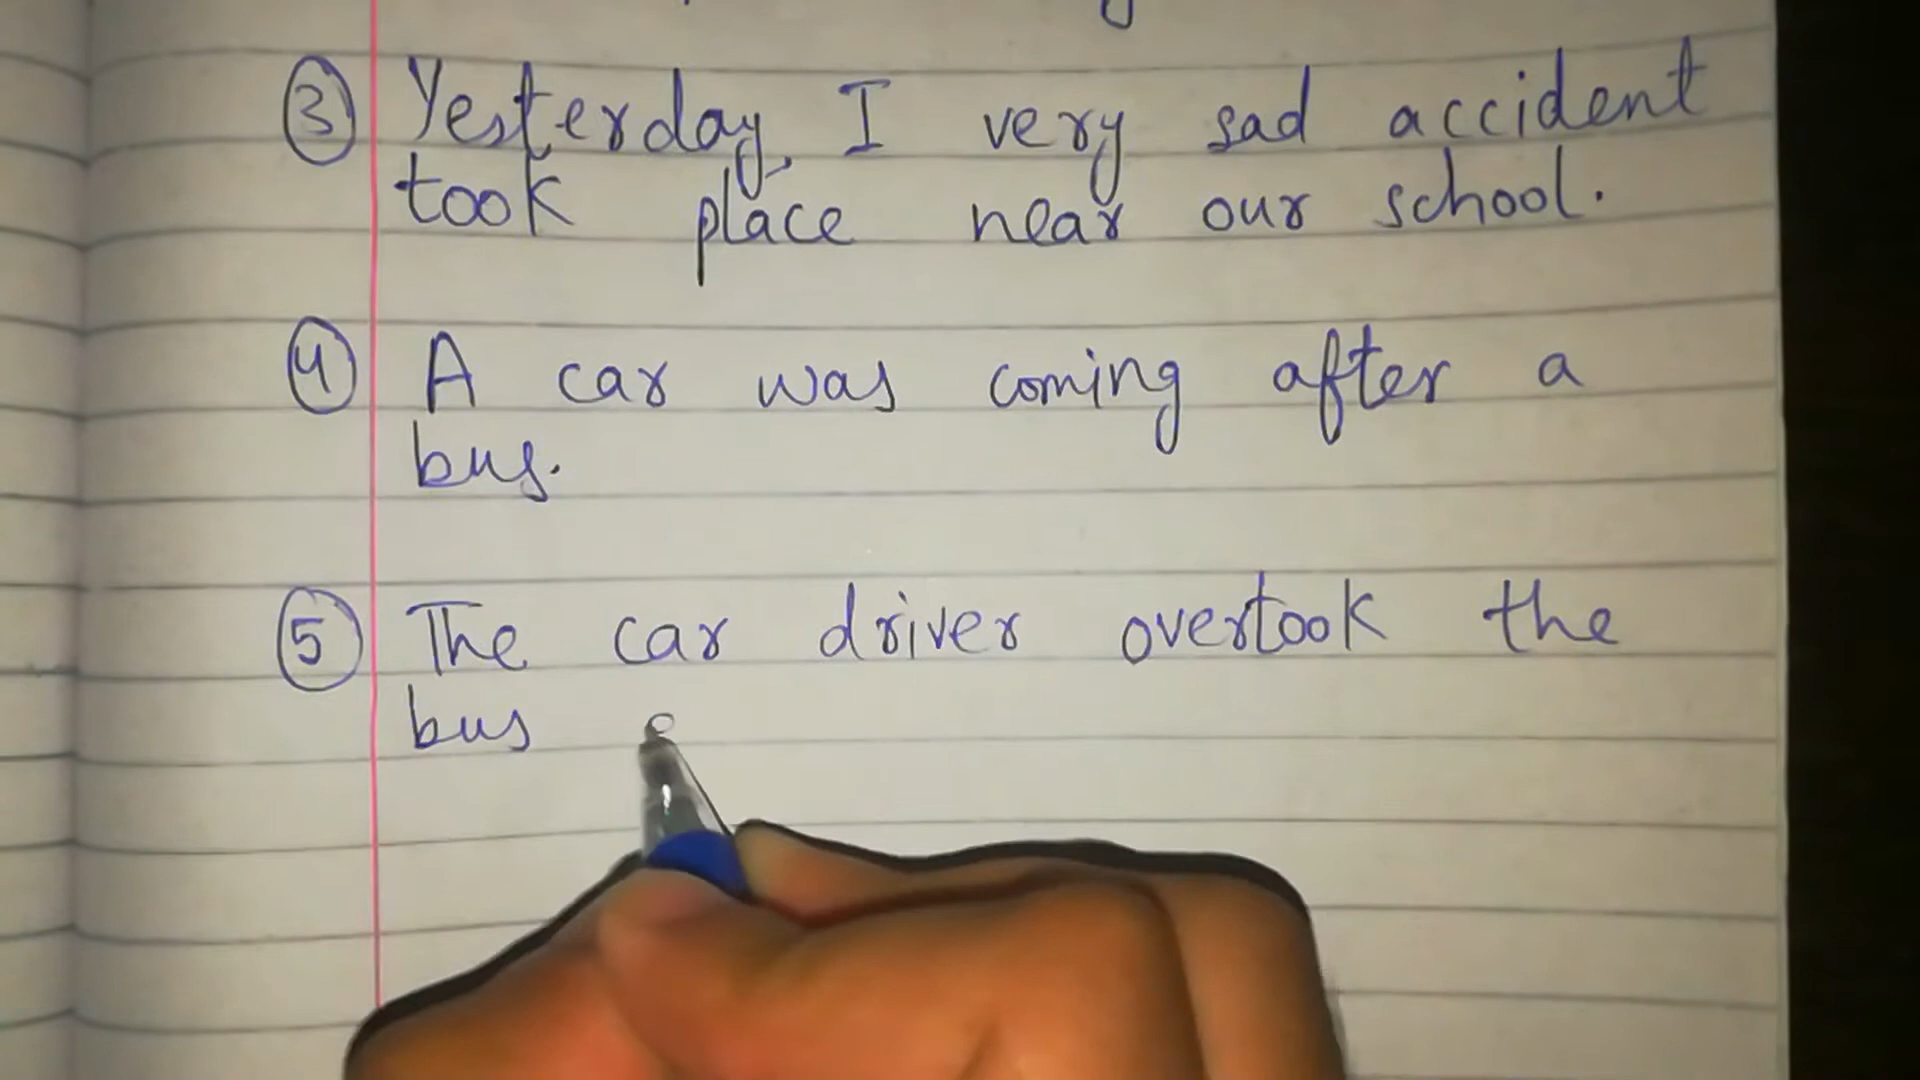 ③ Yesterday, I very sad accident
took place near our school.
④ A car was coming after a
bus.
⑤ The car driver overtook the
bus